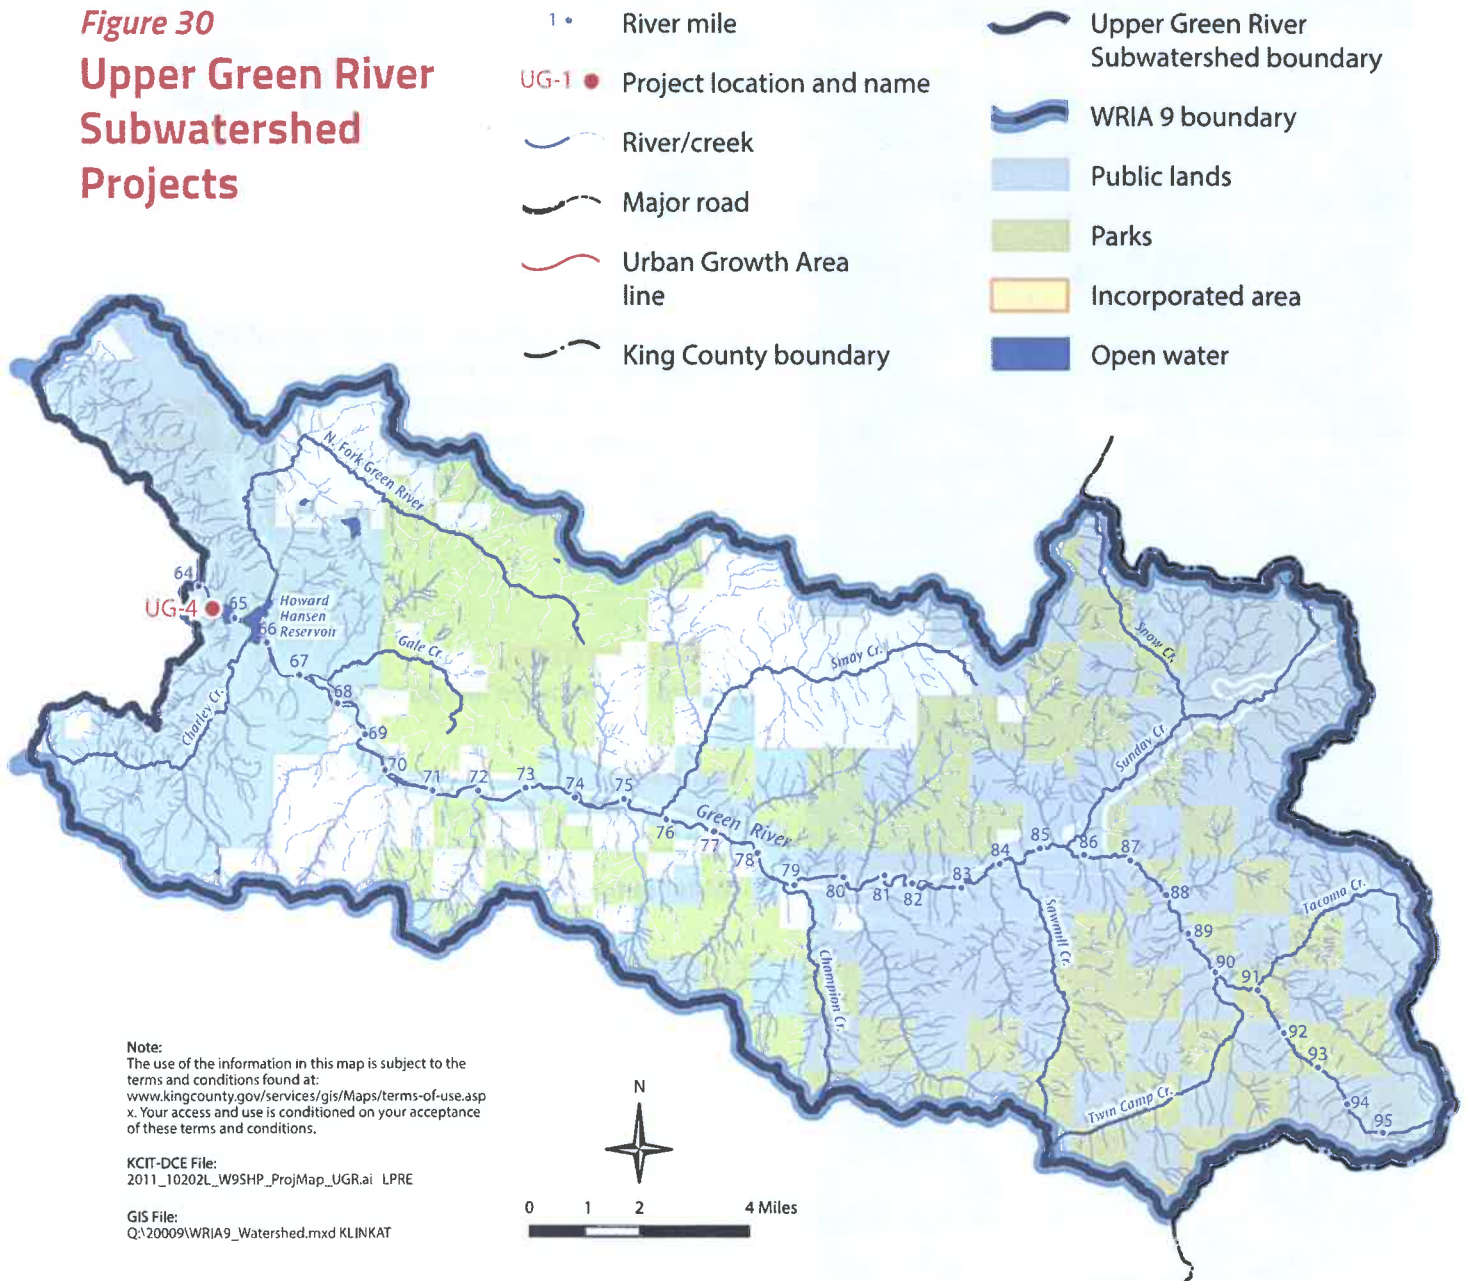 Figure 30
Upper Green River
Subwatershed
Projects
1
River mile
UG-1
Project location and name
River/creek
Major road
Urban Growth Area
line
King County boundary
Upper Green River
Subwatershed boundary
WRIA 9 boundary
Public lands
Parks
Incorporated area
Open water
N. Fork Green River
64
UG-4
65
Howard
Hansen
Reservoir
66
67
Gale Cr.
68
Charley Cr.
69
70
71
72
73
74
75
76
77
78
79
80
81
82
83
84
85
86
87
88
89
90
91
92
93
94
95
Green River
Smay Cr.
Snow Cr.
Sunday Cr.
Tacoma Cr.
Sawmill Cr.
Champion Cr.
Twin Camp Cr.
Note:
The use of the information in this map is subject to the
terms and conditions found at:
www.kingcounty.gov/services/gis/Maps/terms-of-use.asp
x. Your access and use is conditioned on your acceptance
of these terms and conditions.
KCIT-DCE File:
2011_10202L_W9SHP_ProjMap_UGR.ai LPRE
GIS File:
Q:\20009\WRIA9_Watershed.mxd KLINKAT
N
0 1 2 4 Miles